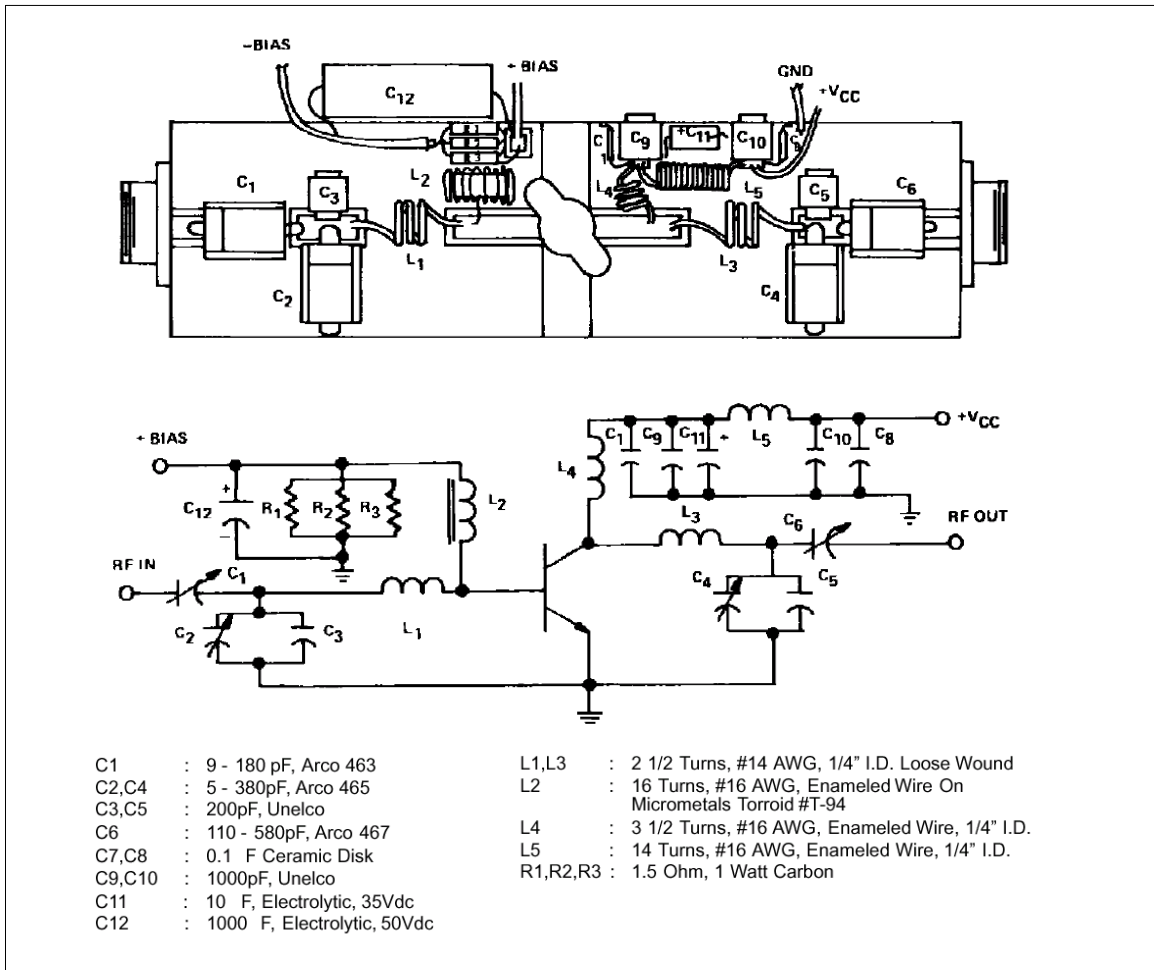 –BIAS
+ BIAS
GND
+VCC
C12
1
2
3
C1
C9
+C11
C10
C8
C1
C3
L2
L4
L5
C5
C6
L1
L3
C2
C4
+VCC
+ BIAS
C1
C9
C11
+
L5
C10
C8
L4
+
C12
–
R1
R2
R3
L2
L3
C6
RF OUT
RF IN
C1
C4
C5
C2
C3
L1
C1 : 9 - 180 pF, Arco 463
C2,C4 : 5 - 380pF, Arco 465
C3,C5 : 200pF, Unelco
C6 : 110 - 580pF, Arco 467
C7,C8 : 0.1 F Ceramic Disk
C9,C10 : 1000pF, Unelco
C11 : 10 F, Electrolytic, 35Vdc
C12 : 1000 F, Electrolytic, 50Vdc
L1,L3 : 2 1/2 Turns, #14 AWG, 1/4” I.D. Loose Wound
L2 : 16 Turns, #16 AWG, Enameled Wire On
Micrometals Torroid #T-94
L4 : 3 1/2 Turns, #16 AWG, Enameled Wire, 1/4” I.D.
L5 : 14 Turns, #16 AWG, Enameled Wire, 1/4” I.D.
R1,R2,R3 : 1.5 Ohm, 1 Watt Carbon